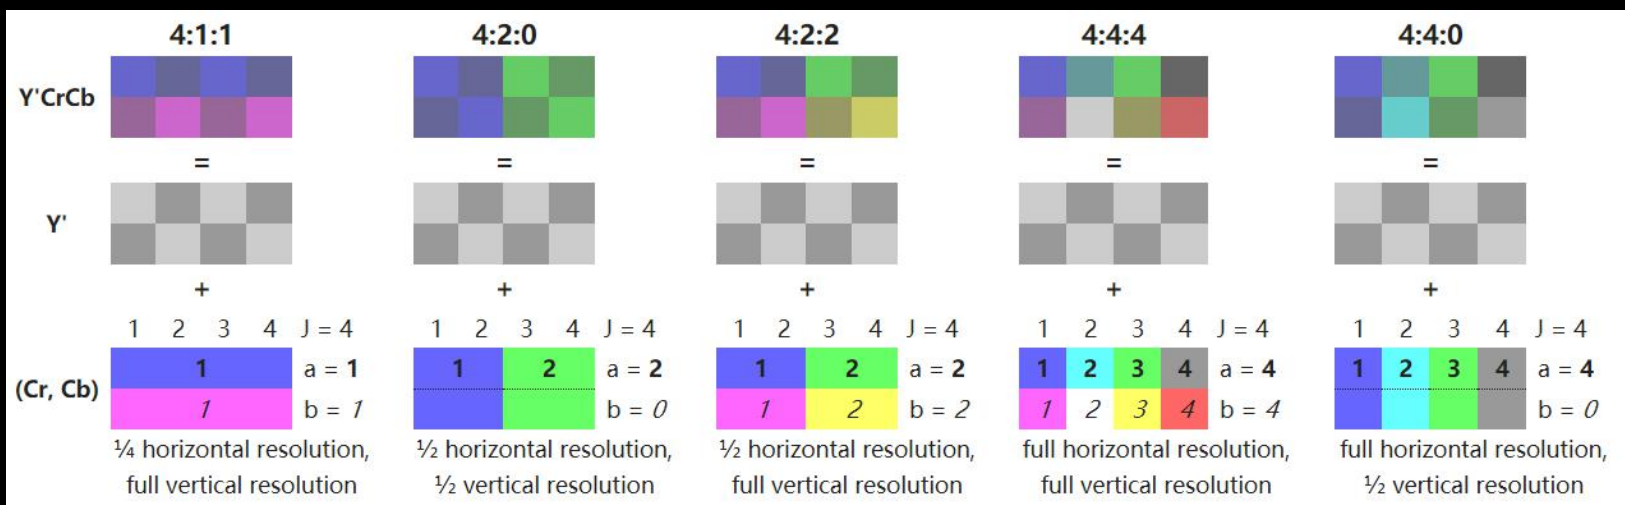 4:1:1 4:2:0 4:2:2 4:4:4 4:4:0
Y'CrCb
= = = = =
Y'
+ + + + +
1 2 3 4 J = 4 1 2 3 4 J = 4 1 2 3 4 J = 4 1 2 3 4 J = 4 1 2 3 4 J = 4
1 a = 1 1 2 a = 2 1 2 a = 2 1 2 3 4 a = 4 1 2 3 4 a = 4
(Cr, Cb)
1 b = 1 b = 0 1 2 b = 2 1 2 3 4 b = 4 b = 0
¼ horizontal resolution, ½ horizontal resolution, ½ horizontal resolution, full horizontal resolution, full horizontal resolution,
full vertical resolution ½ vertical resolution full vertical resolution full vertical resolution ½ vertical resolution